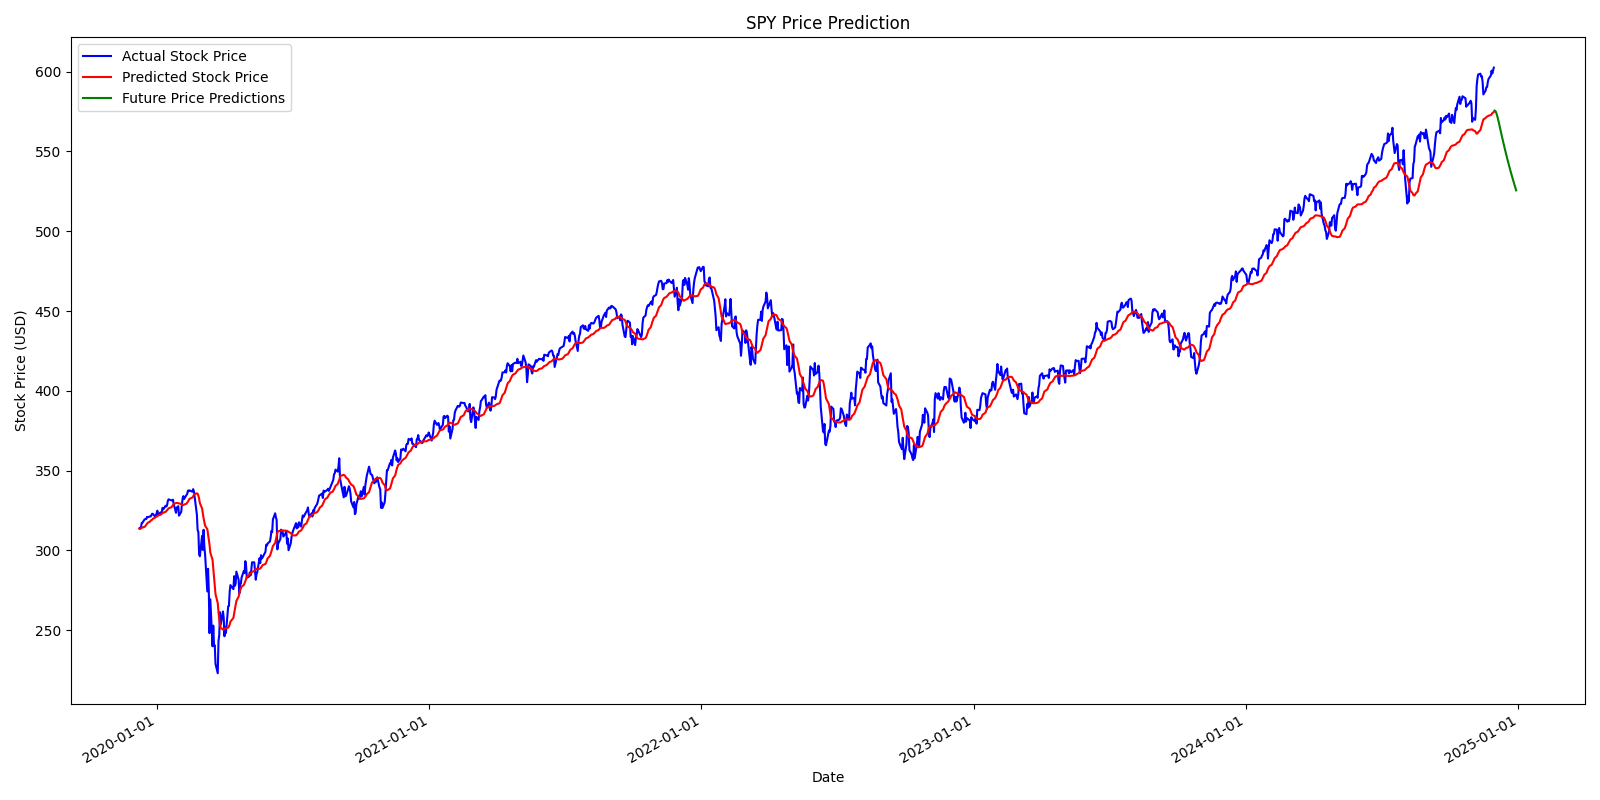 SPY Price Prediction
Actual Stock Price
Predicted Stock Price
Future Price Predictions
Stock Price (USD)
600
550
500
450
400
350
300
250
2020-01-01
2021-01-01
2022-01-01
2023-01-01
2024-01-01
2025-01-01
Date